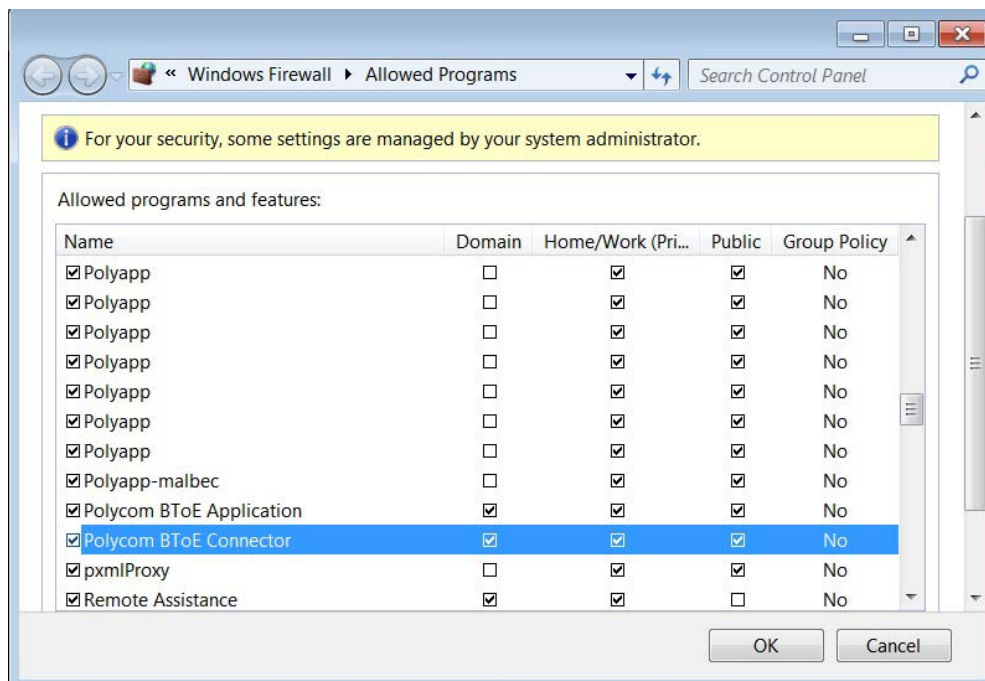 « Windows Firewall ▸ Allowed Programs Search Control Panel
For your security, some settings are managed by your system administrator.
Allowed programs and features:
Name Domain Home/Work (Pri... Public Group Policy
Polyapp No
Polyapp No
Polyapp No
Polyapp No
Polyapp No
Polyapp No
Polyapp No
Polyapp-malbec No
Polycom BToE Application No
Polycom BToE Connector No
pxmlProxy No
Remote Assistance No
OK Cancel